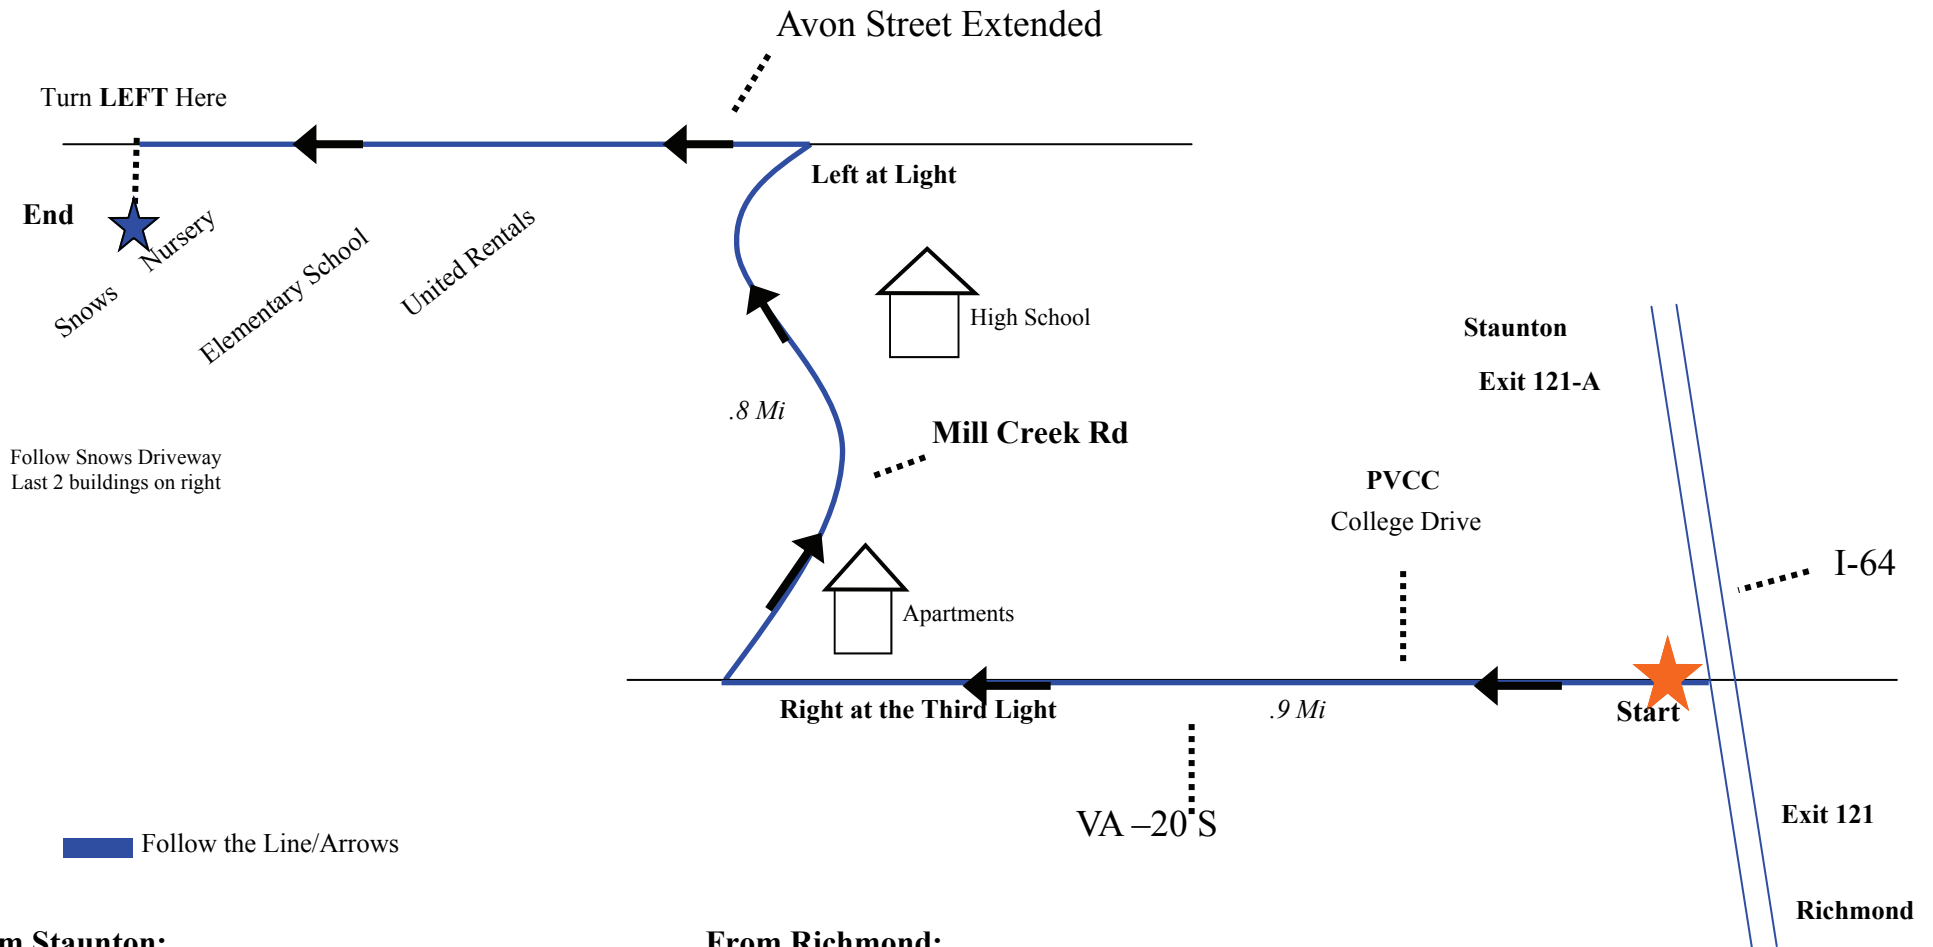 Avon Street Extended
Turn LEFT Here
Left at Light
End
Snows Nursery
Elementary School
United Rentals
High School
Staunton
Exit 121-A
.8 Mi
Mill Creek Rd
Follow Snows Driveway
Last 2 buildings on right
PVCC
College Drive
I-64
Apartments
Right at the Third Light
.9 Mi
Start
VA –20 S
Exit 121
Follow the Line/Arrows
Richmond
m Staunton:
From Richmond: